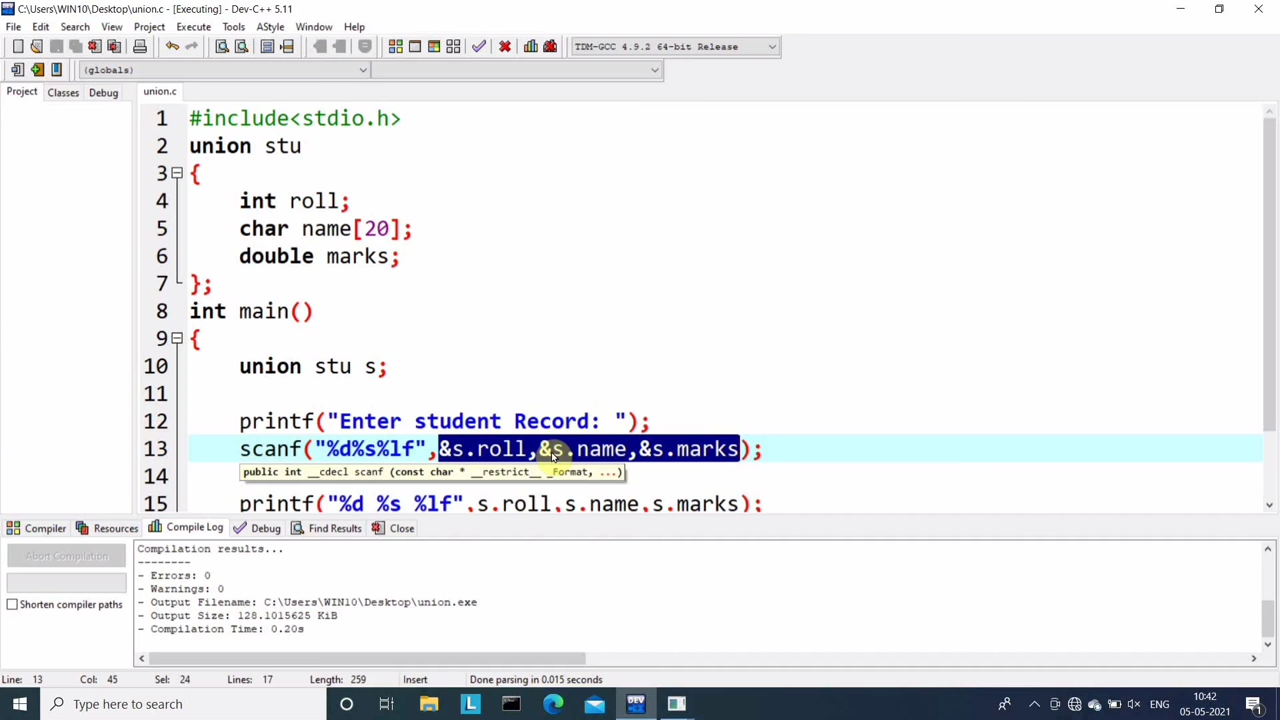 C:\Users\WIN10\Desktop\union.c - [Executing] - Dev-C++ 5.11
File Edit Search View Project Execute Tools AStyle Window Help
TDM-GCC 4.9.2 64-bit Release
(globals)
Project Classes Debug union.c
1 #include<stdio.h>
2 union stu
3 {
4 int roll;
5 char name[20];
6 double marks;
7 };
8 int main()
9 {
10 union stu s;
11
12 printf("Enter student Record: ");
13 scanf("%d%s%lf",&s.roll,&s.name,&s.marks);
14 public int __cdecl scanf (const char * __restrict__ _Format, ...)
15 printf("%d %s %lf",s.roll,s.name,s.marks);
Compiler Resources Compile Log Debug Find Results Close
Abort Compilation
Shorten compiler paths
Compilation results...
--------
- Errors: 0
- Warnings: 0
- Output Filename: C:\Users\WIN10\Desktop\union.exe
- Output Size: 128.1015625 KiB
- Compilation Time: 0.20s
Line: 13 Col: 45 Sel: 24 Lines: 17 Length: 259 Insert Done parsing in 0.015 seconds
Type here to search
L
DEV
ENG
10:42
05-05-2021
1